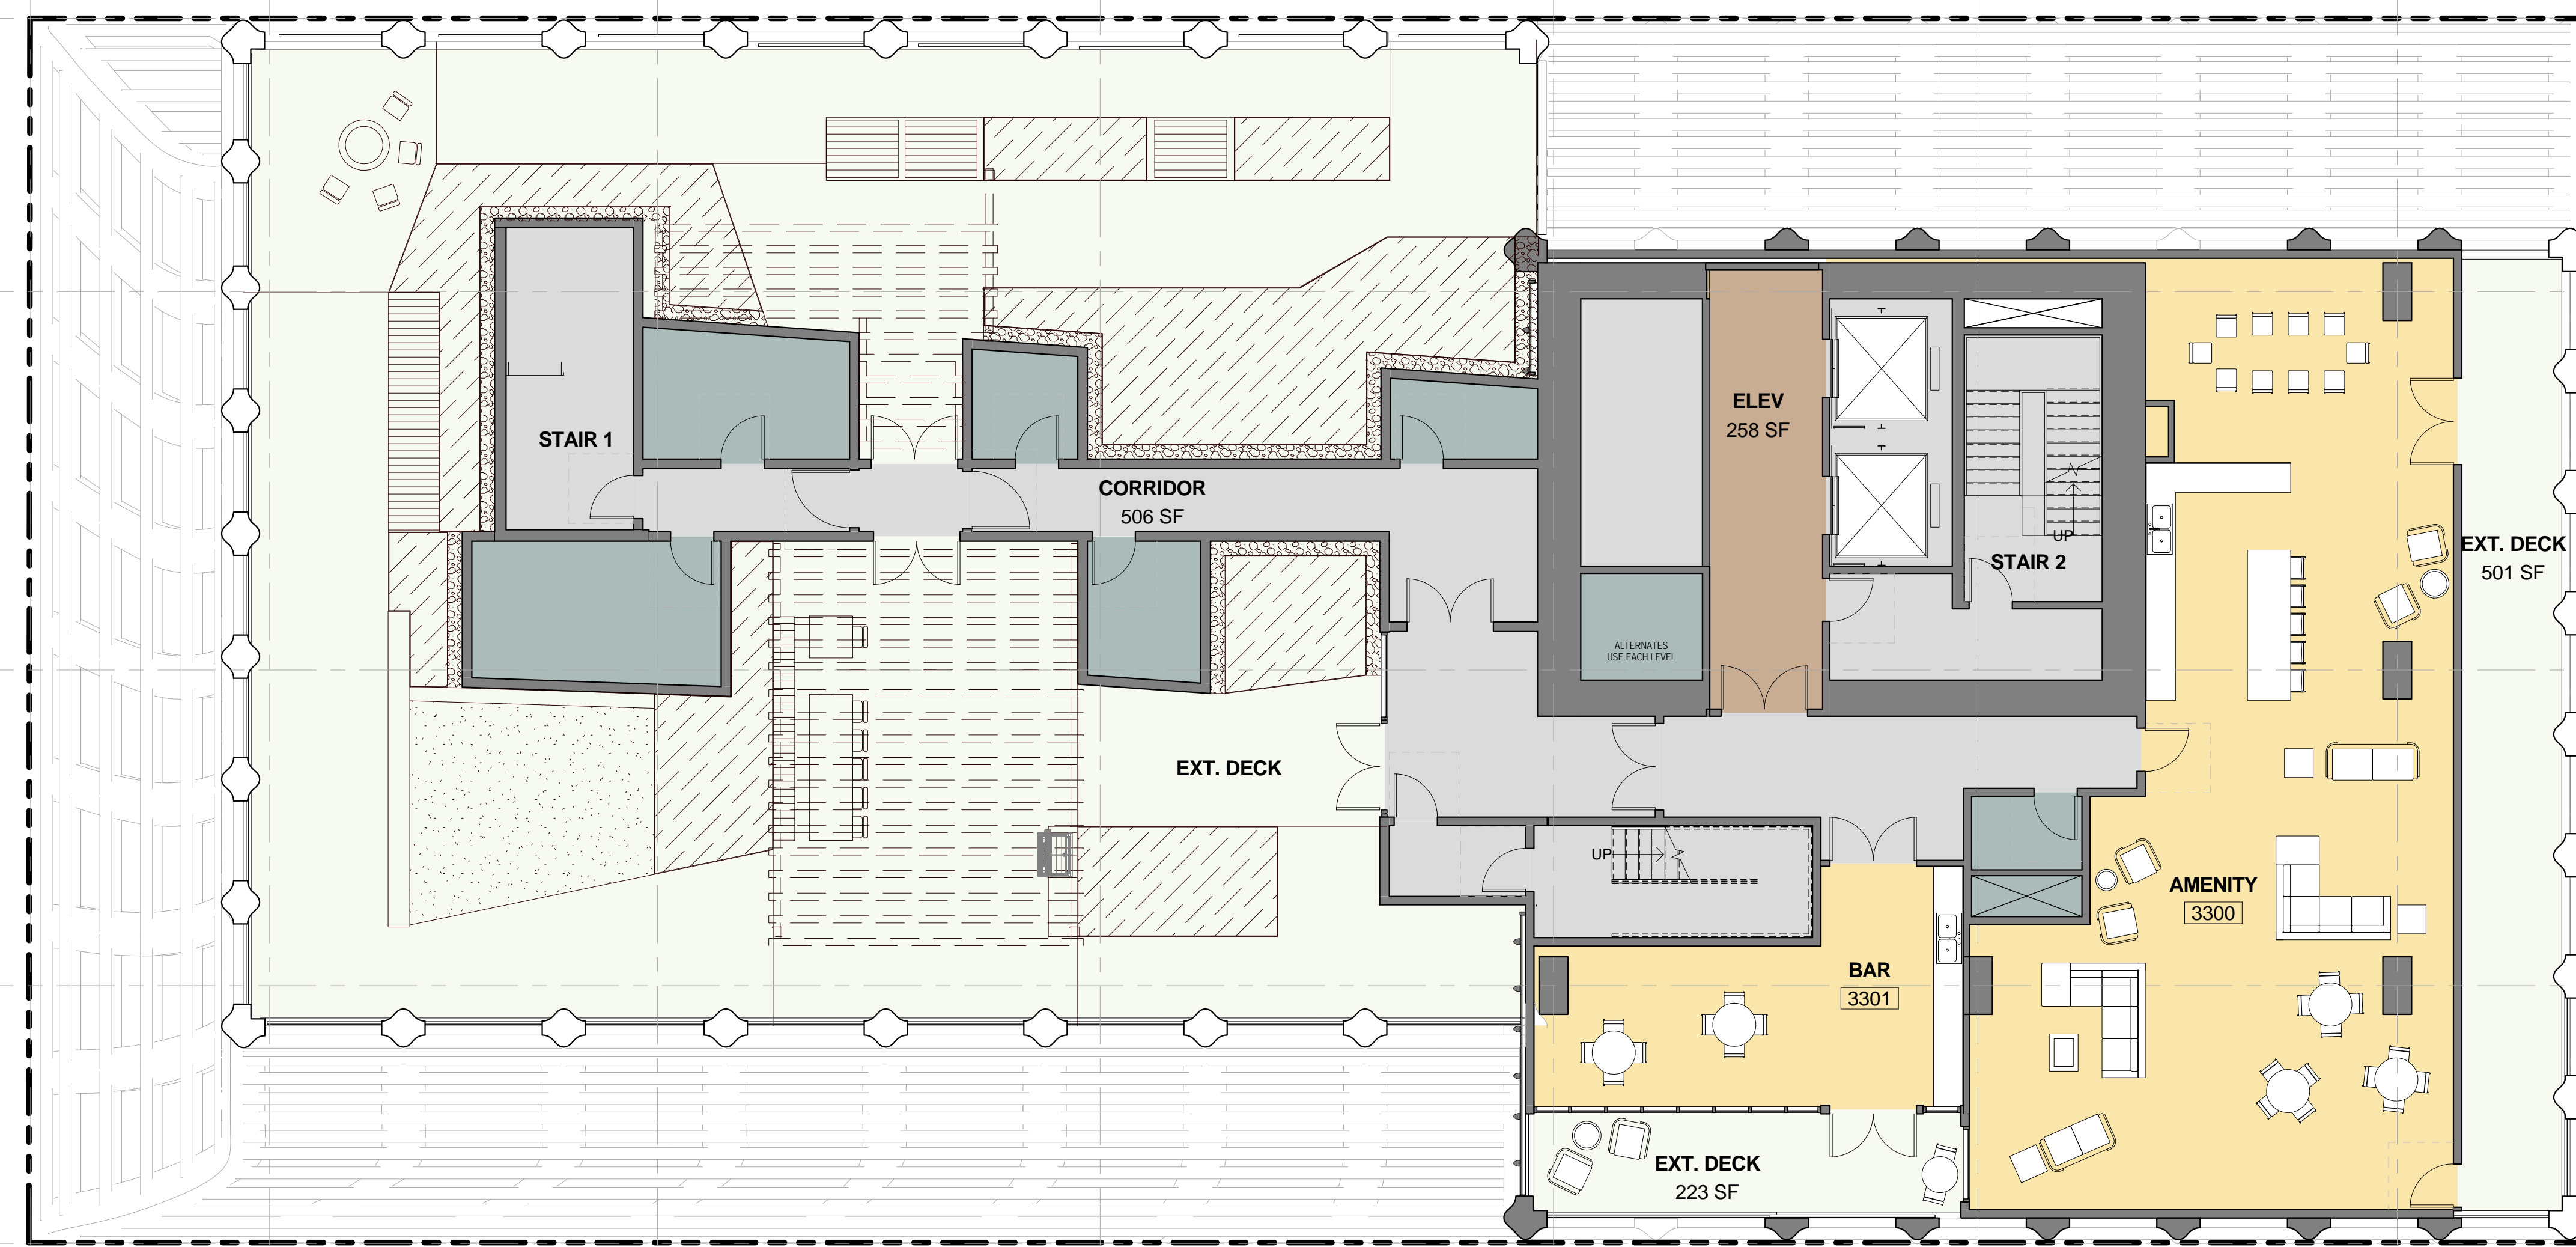 ELEV
258 SF
STAIR 1
CORRIDOR
506 SF
UP
STAIR 2
EXT. DECK
501 SF
ALTERNATES
USE EACH LEVEL
EXT. DECK
UP
AMENITY
3300
BAR
3301
EXT. DECK
223 SF